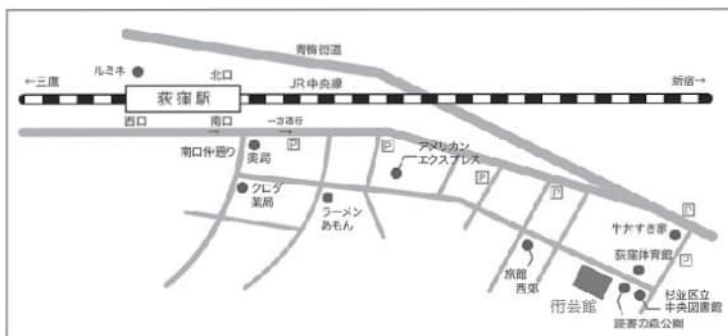 青梅街道
←三鷹
ルミネ
北口
JR中央線
新宿→
荻窪駅
西口
南口
一方通行
→
→
南口仲通り
薬局
P
P
アメリカン
エクスプレス
P
P
クロダ
薬局
ラーメン
あもん
P
牛おすき家
荻窪体育館
P
旅館
西郊
衎芸館
杉並区立
中央図書館
読書の森公園